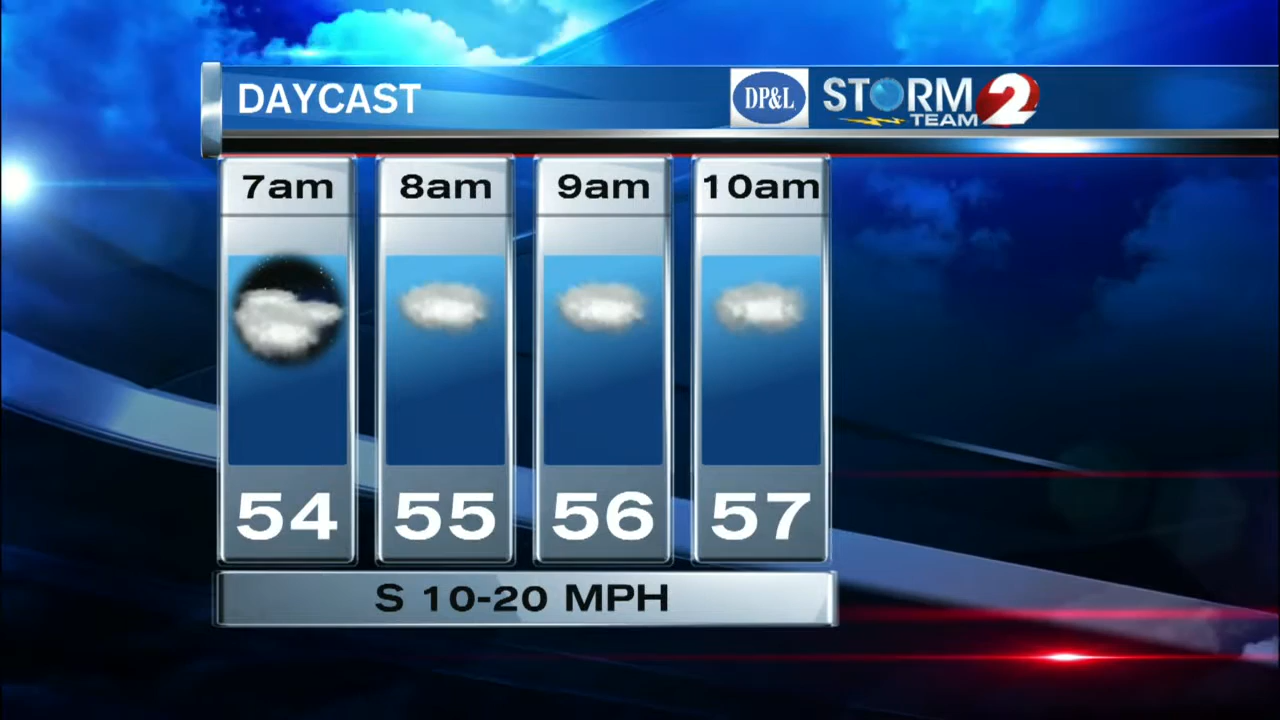 DAYCAST
DP&L
STORM
TEAM 2
7am 8am 9am 10am
54 55 56 57
S 10-20 MPH